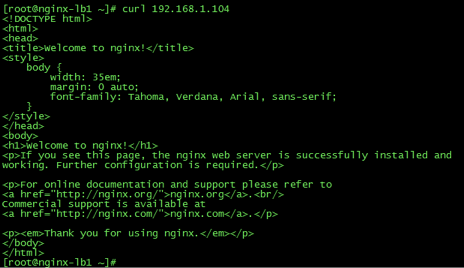 [root@nginx-lb1 ~]# curl 192.168.1.104
<!DOCTYPE html>
<html>
<head>
<title>Welcome to nginx!</title>
<style>
    body {
        width: 35em;
        margin: 0 auto;
        font-family: Tahoma, Verdana, Arial, sans-serif;
    }
</style>
</head>
<body>
<h1>Welcome to nginx!</h1>
<p>If you see this page, the nginx web server is successfully installed and
working. Further configuration is required.</p>

<p>For online documentation and support please refer to
<a href="http://nginx.org/">nginx.org</a>.<br/>
Commercial support is available at
<a href="http://nginx.com/">nginx.com</a>.</p>

<p><em>Thank you for using nginx.</em></p>
</body>
</html>
[root@nginx-lb1 ~]#